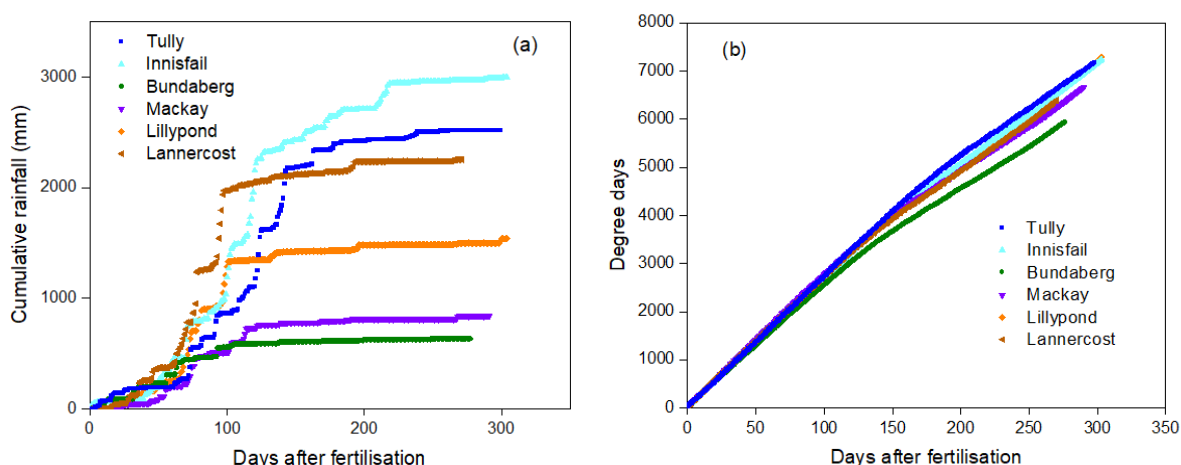 (a)
Tully
Innisfail
Bundaberg
Mackay
Lillypond
Lannercost
Cumulative rainfall (mm)
3000
2000
1000
0
0 100 200 300
Days after fertilisation
(b)
Degree days
8000
7000
6000
5000
4000
3000
2000
1000
0
Tully
Innisfail
Bundaberg
Mackay
Lillypond
Lannercost
0 50 100 150 200 250 300 350
Days after fertilisation